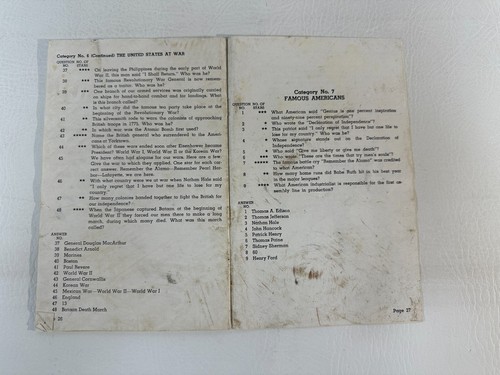 Category No. 6 (Continued) THE UNITED STATES AT WAR
QUESTION NO. OF
NO. STARS
37 **** On leaving the Philippines during the early part of World
War II, this man said "I Shall Return." Who was he?
38 *** This famous Revolutionary War General is now remem-
bered as a traitor. Who was he?
39 *** One branch of our armed services was originally carried
on ships for hand-to-hand combat and for landings. What
is this branch called?
40 ** In what city did the famous tea party take place at the
beginning of the Revolutionary War?
41 * This silversmith rode to warn the colonists of approaching
British troops in 1775. Who was he?
42 ** In which war was the Atomic Bomb first used?
43 *** Name the British general who surrendered to the Ameri-
cans at Yorktown.
44 *** Which of these wars ended soon after Eisenhower became
President? World War I, World War II or the Korean War?
45 We have often had slogans for our wars. Here are a few.
Give the war to which they applied. One star for each cor-
rect answer. Remember the Alamo—Remember Pearl Har-
bor—Lafayette, we are here.
46 ** With what country were we at war when Nathan Hale said
"I only regret that I have but one life to lose for my
country."
47 ** How many colonies banded together to fight the British for
our independence?
48 **** When the Japanese captured Bataan at the beginning of
World War II they forced our men there to make a long
march, during which many died. What was this march
called?
ANSWER
NO.
37 General Douglas MacArthur
38 Benedict Arnold
39 Marines
40 Boston
41 Paul Revere
42 World War II
43 General Cornwallis
44 Korean War
45 Mexican War—World War II—World War I
46 England
47 13
48 Bataan Death March
Category No. 7
FAMOUS AMERICANS
QUESTION NO. OF
NO. STARS
1 *** What American said "Genius is one percent inspiration
and ninety-nine percent perspiration"?
2 ** Who wrote the "Declaration of Independence"?
3 ** This patriot said "I only regret that I have but one life to
lose for my country." Who was he?
4 * Whose signature stands out on the Declaration of
Independence?
5 * Who said "Give me liberty or give me death"?
6 *** Who wrote: "These are the times that try men's souls"?
7 ***** The famous battle cry "Remember the Alamo" was credited
to what American?
8 ** How many home runs did Babe Ruth hit in his best year
in the major leagues?
9 **** What American industrialist is responsible for the first as-
sembly line in production?
ANSWER
NO.
1 Thomas A. Edison
2 Thomas Jefferson
3 Nathan Hale
4 John Hancock
5 Patrick Henry
6 Thomas Paine
7 Sidney Sherman
8 60
9 Henry Ford
Page 27